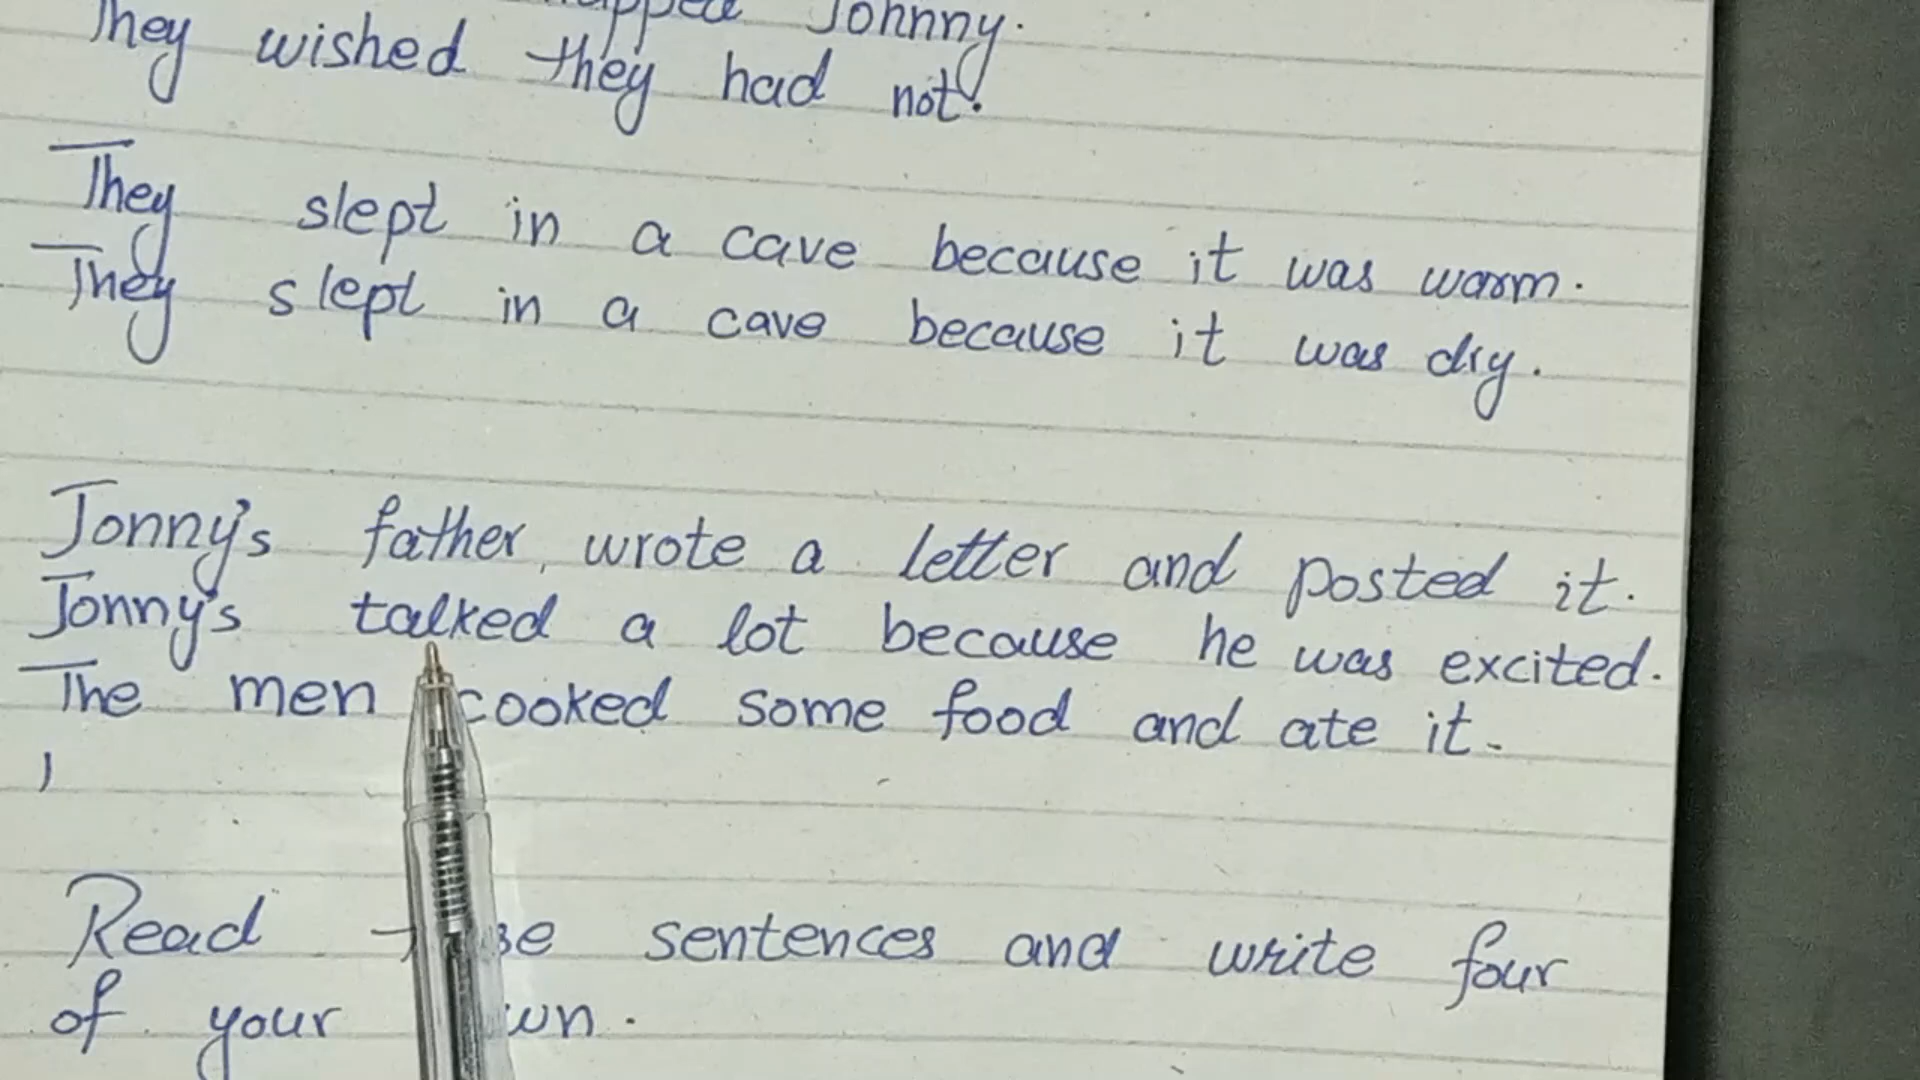 Johnny.
They wished they had not.
They slept in a cave because it was warm.
They slept in a cave because it was dry.
Jonny's father, wrote a letter and posted it.
Jonny's talked a lot because he was excited.
The men cooked some food and ate it.
Read sentences and write four
of your